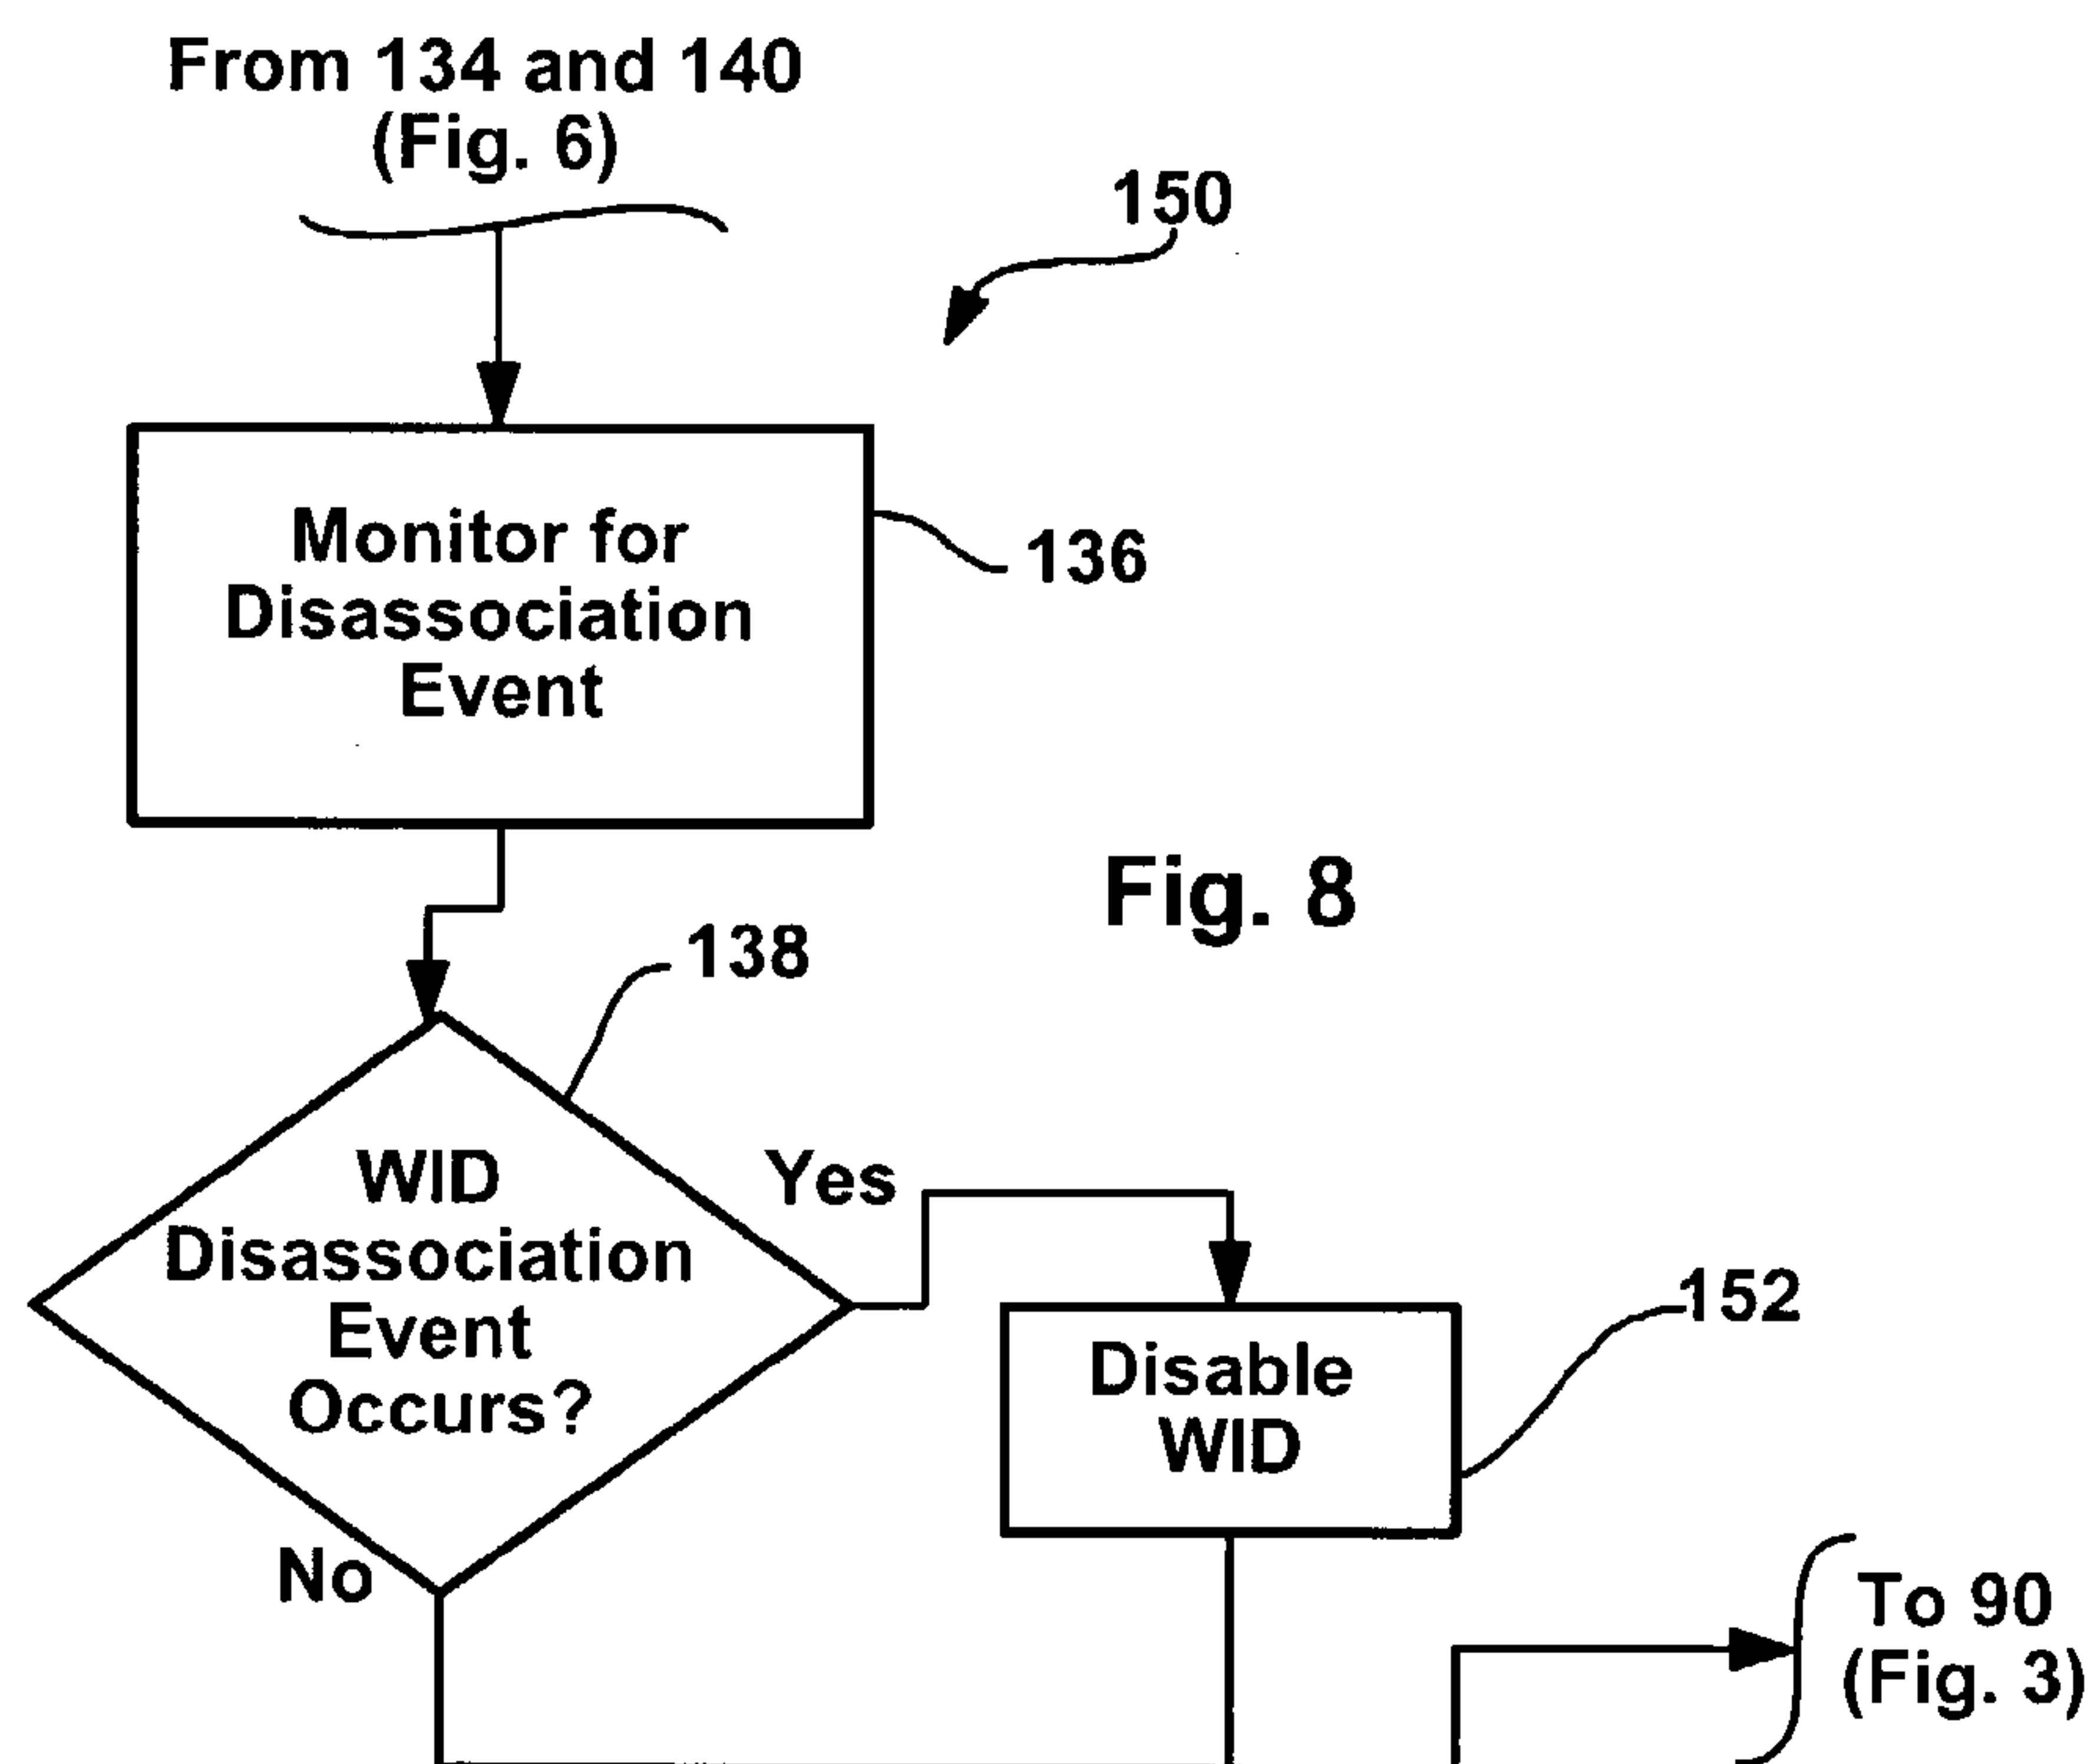 From 134 and 140
(Fig. 6)
150
Monitor for
Disassociation
Event
136
Fig. 8
138
WID
Disassociation
Event
Occurs?
Yes
Disable
WID
152
No
To 90
(Fig. 3)